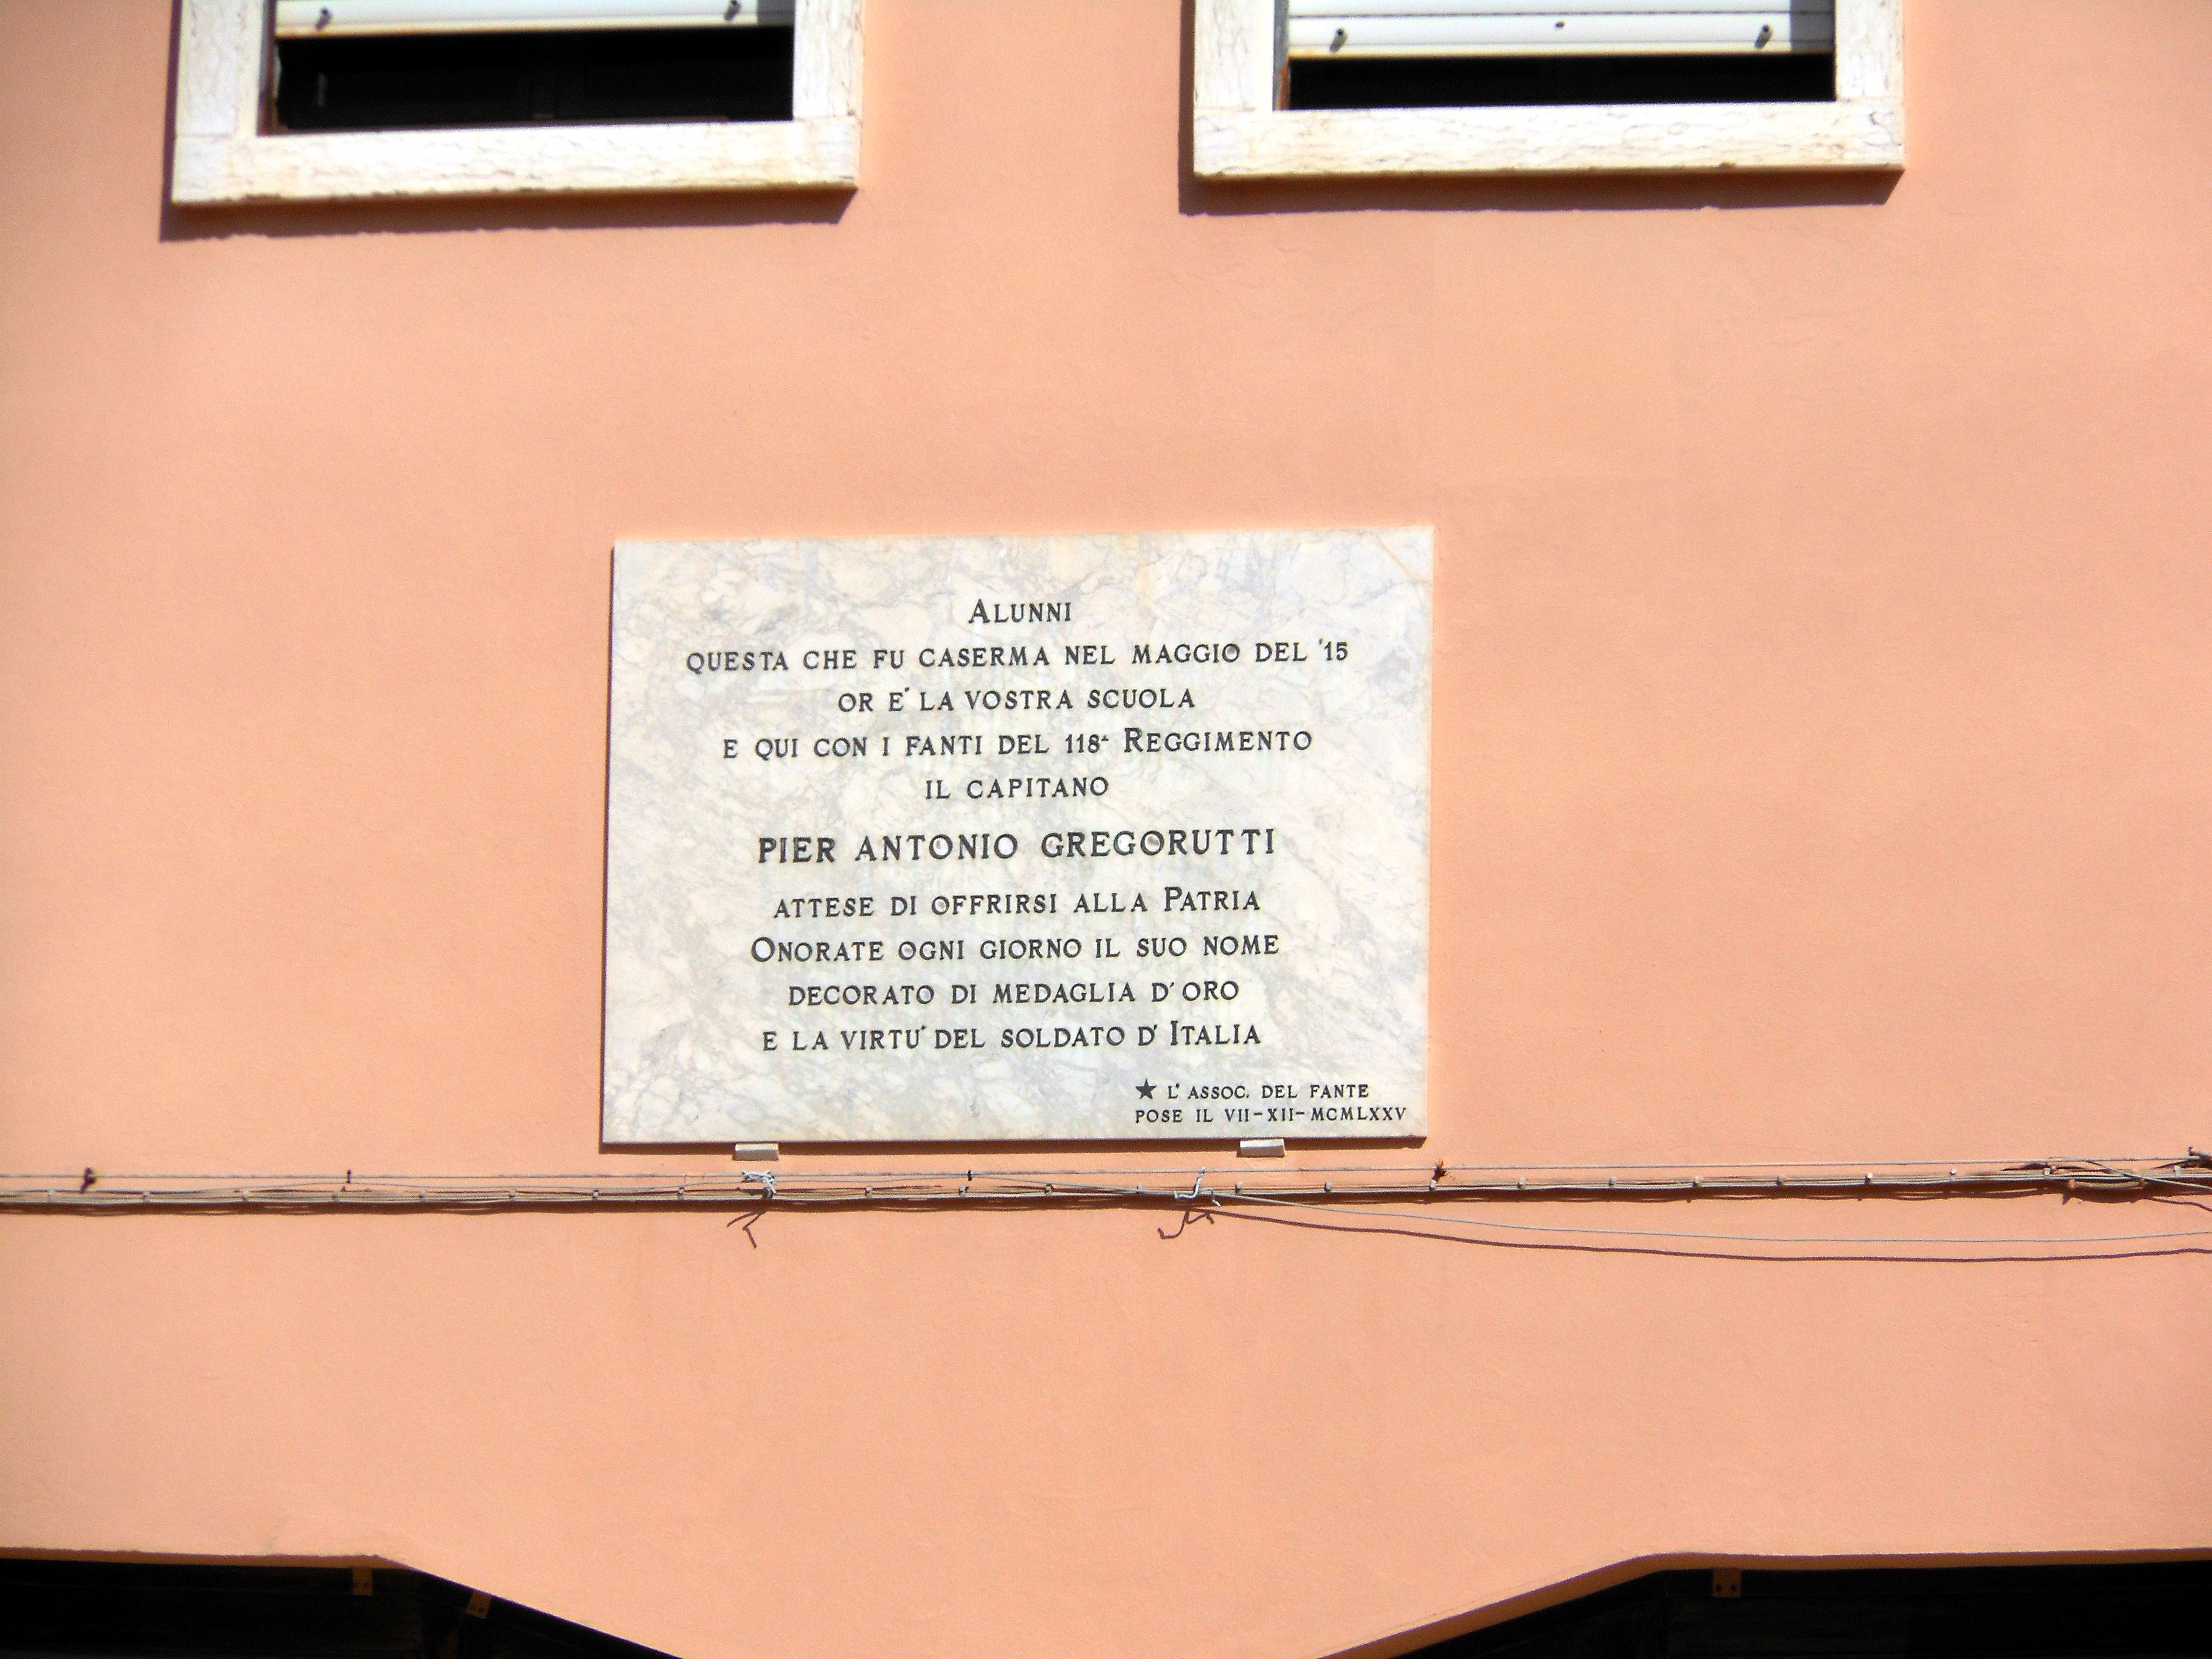 ALUNNI
QUESTA CHE FU CASERMA NEL MAGGIO DEL '15
OR E' LA VOSTRA SCUOLA
E QUI CON I FANTI DEL 118° REGGIMENTO
IL CAPITANO
PIER ANTONIO GREGORUTTI
ATTESE DI OFFRIRSI ALLA PATRIA
ONORATE OGNI GIORNO IL SUO NOME
DECORATO DI MEDAGLIA D'ORO
E LA VIRTU' DEL SOLDATO D'ITALIA
★ L'ASSOC. DEL FANTE
POSE IL VII-XII-MCMLXXV